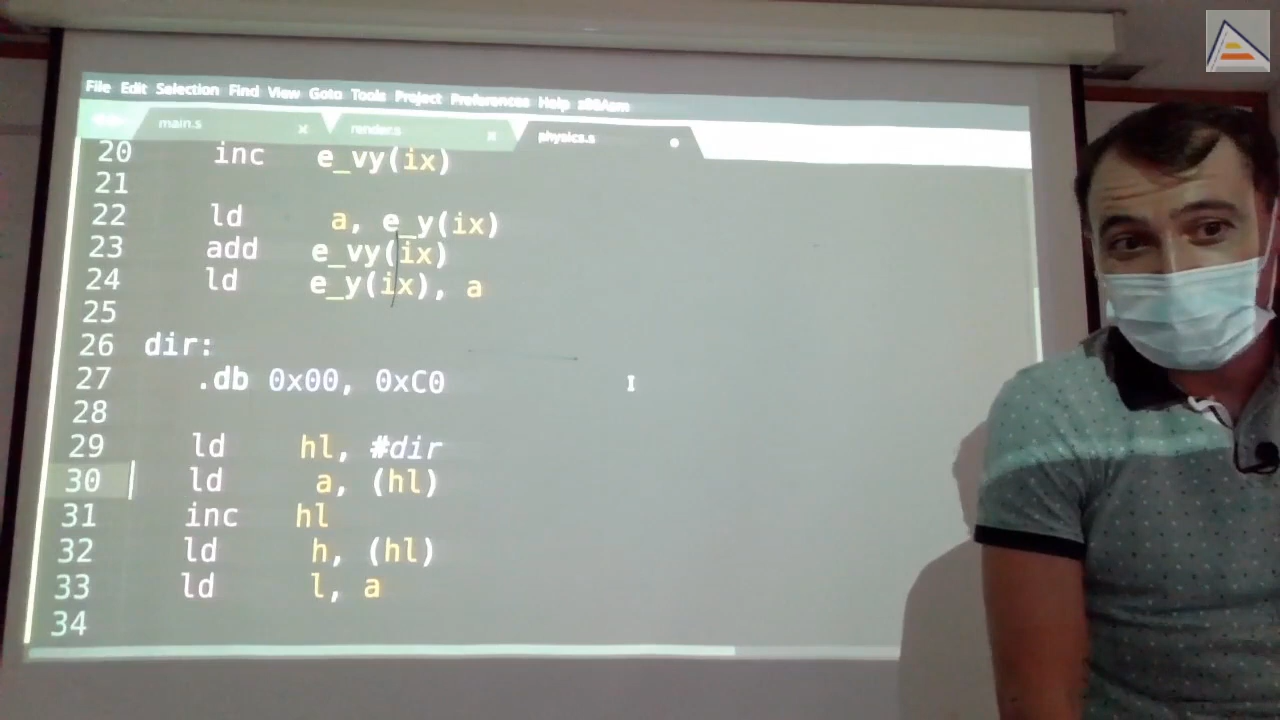 File Edit Selection Find View Goto Tools Project Preferences Help z80Asm
main.s render.s physics.s
20 inc e_vy(ix)
21
22 ld a, e_y(ix)
23 add e_vy(ix)
24 ld e_y(ix), a
25
26 dir:
27 .db 0x00, 0xC0
28
29 ld hl, #dir
30 ld a, (hl)
31 inc hl
32 ld h, (hl)
33 ld l, a
34